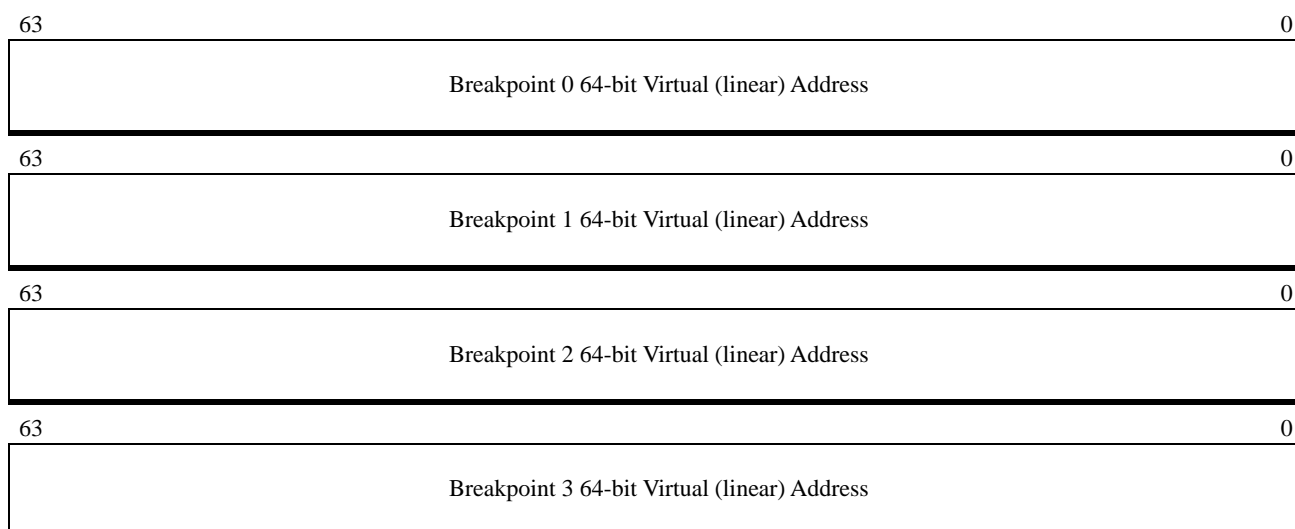 63 0
Breakpoint 0 64-bit Virtual (linear) Address
63 0
Breakpoint 1 64-bit Virtual (linear) Address
63 0
Breakpoint 2 64-bit Virtual (linear) Address
63 0
Breakpoint 3 64-bit Virtual (linear) Address